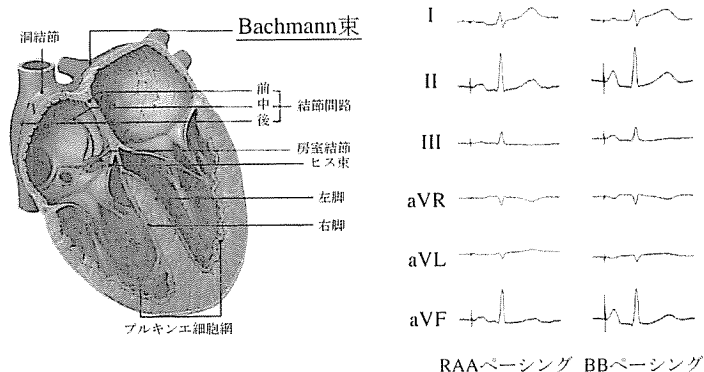 Bachmann束
洞結節
前
中
後
結節間路
房室結節
ヒス束
左脚
右脚
プルキンエ細胞網
I
II
III
aVR
aVL
aVF
RAAペーシング BBペーシング